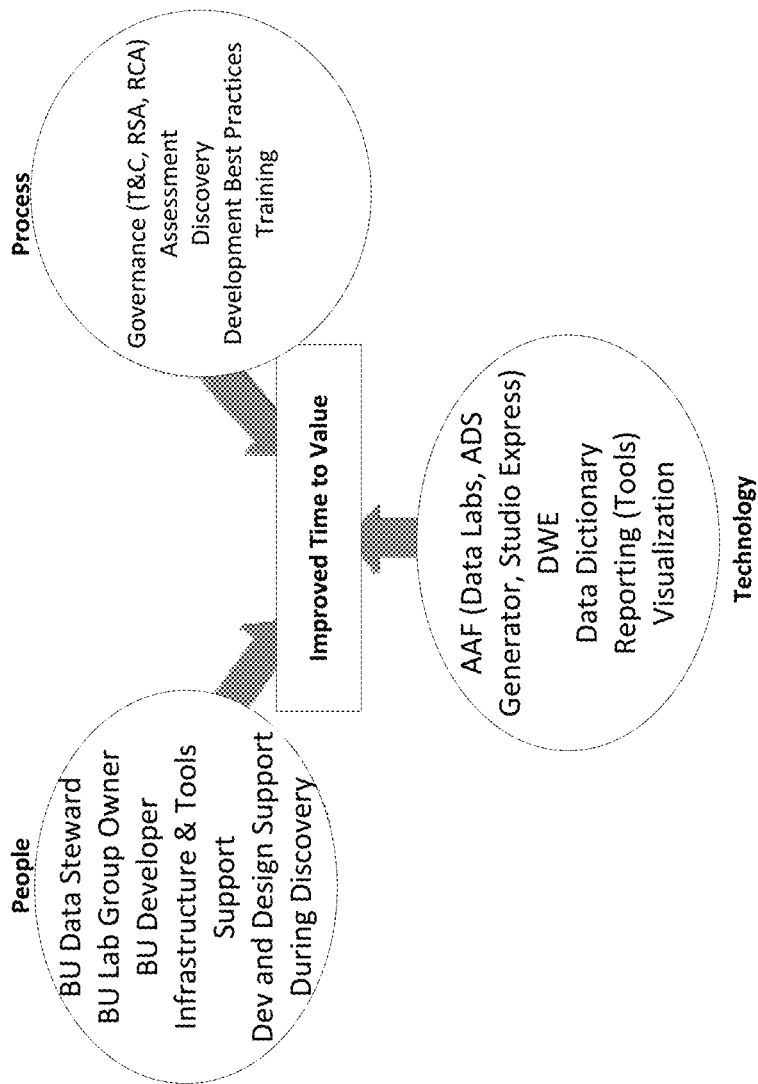 People
BU Data Steward
BU Lab Group Owner
BU Developer
Infrastructure & Tools
Support
Dev and Design Support
During Discovery
Process
Governance (T&C, RSA, RCA)
Assessment
Discovery
Development Best Practices
Training
Improved Time to Value
AAF (Data Labs, ADS
Generator, Studio Express)
DWE
Data Dictionary
Reporting (Tools)
Visualization
Technology